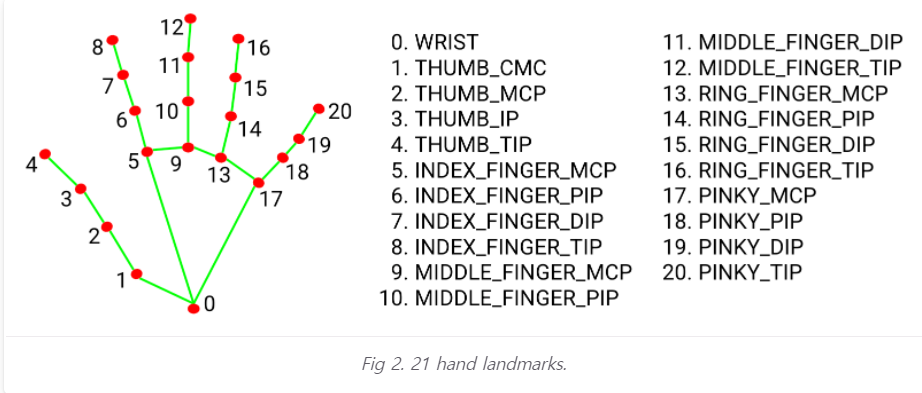 12
8
16
11
7
15
10
6
20
14
4
5
9
13
19
18
3
17
2
1
0
0. WRIST
1. THUMB_CMC
2. THUMB_MCP
3. THUMB_IP
4. THUMB_TIP
5. INDEX_FINGER_MCP
6. INDEX_FINGER_PIP
7. INDEX_FINGER_DIP
8. INDEX_FINGER_TIP
9. MIDDLE_FINGER_MCP
10. MIDDLE_FINGER_PIP
11. MIDDLE_FINGER_DIP
12. MIDDLE_FINGER_TIP
13. RING_FINGER_MCP
14. RING_FINGER_PIP
15. RING_FINGER_DIP
16. RING_FINGER_TIP
17. PINKY_MCP
18. PINKY_PIP
19. PINKY_DIP
20. PINKY_TIP
Fig 2. 21 hand landmarks.